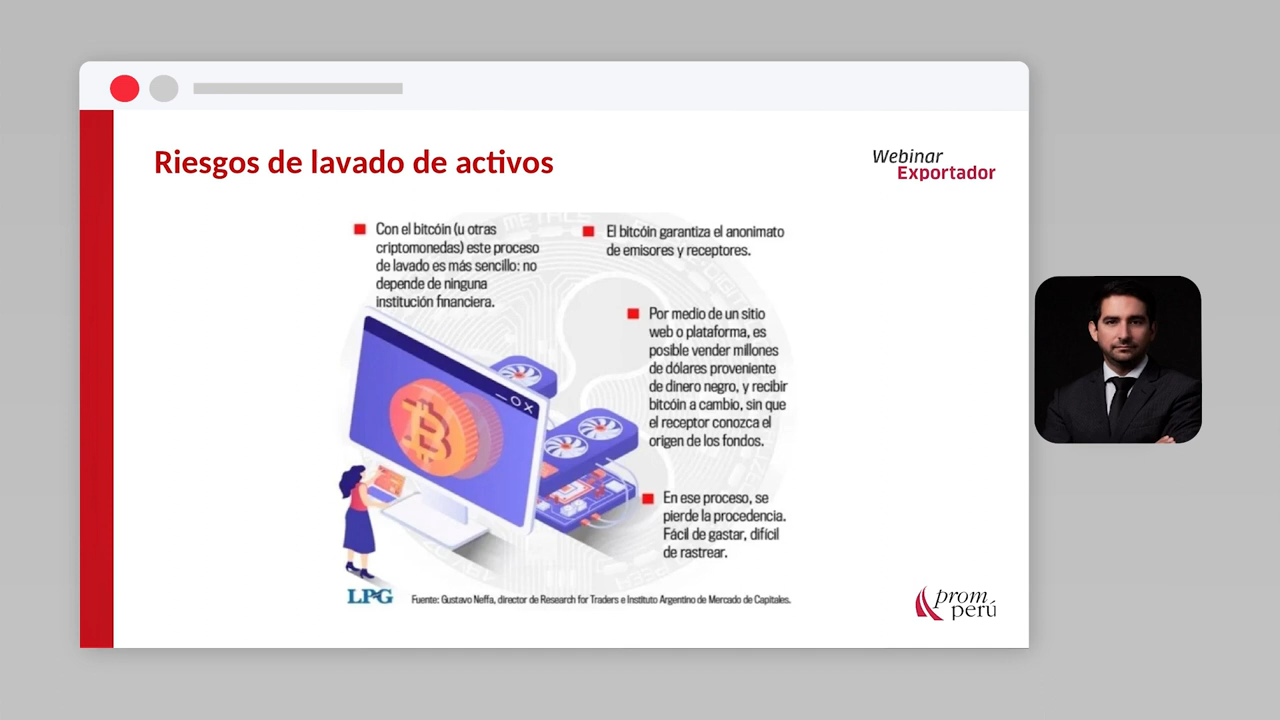 Riesgos de lavado de activos
Webinar
Exportador
Con el bitcóin (u otras
criptomonedas) este proceso
de lavado es más sencillo: no
depende de ninguna
institución financiera.
El bitcóin garantiza el anonimato
de emisores y receptores.
Por medio de un sitio
web o plataforma, es
posible vender millones
de dólares proveniente
de dinero negro, y recibir
bitcóin a cambio, sin que
el receptor conozca el
origen de los fondos.
En ese proceso, se
pierde la procedencia.
Fácil de gastar, difícil
de rastrear.
LPG
Fuente: Gustavo Neffa, director de Research for Traders e Instituto Argentino de Mercado de Capitales.
prom
perú